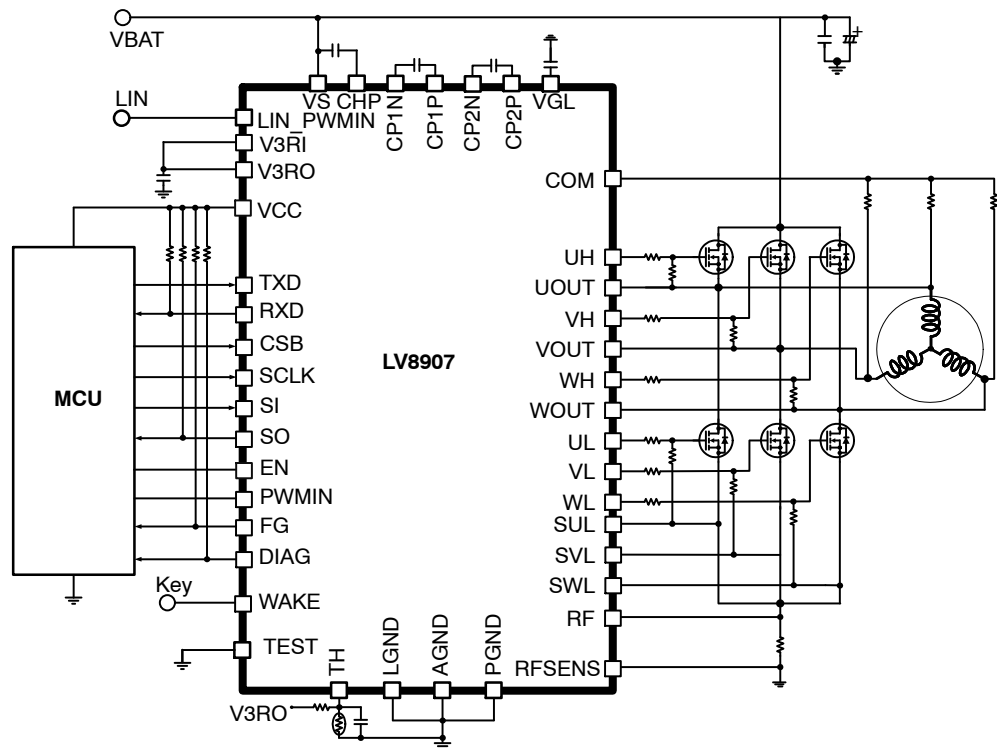 VBAT
LIN
VS CHP
CP1N
CP1P
CP2N
CP2P
VGL
LIN_PWMIN
V3RI
V3RO
VCC
TXD
RXD
CSB
SCLK
SI
SO
EN
PWMIN
FG
DIAG
WAKE
TEST
MCU
Key
LV8907
COM
UH
UOUT
VH
VOUT
WH
WOUT
UL
VL
WL
SUL
SVL
SWL
RF
RFSENS
TH
LGND
AGND
PGND
V3RO
+